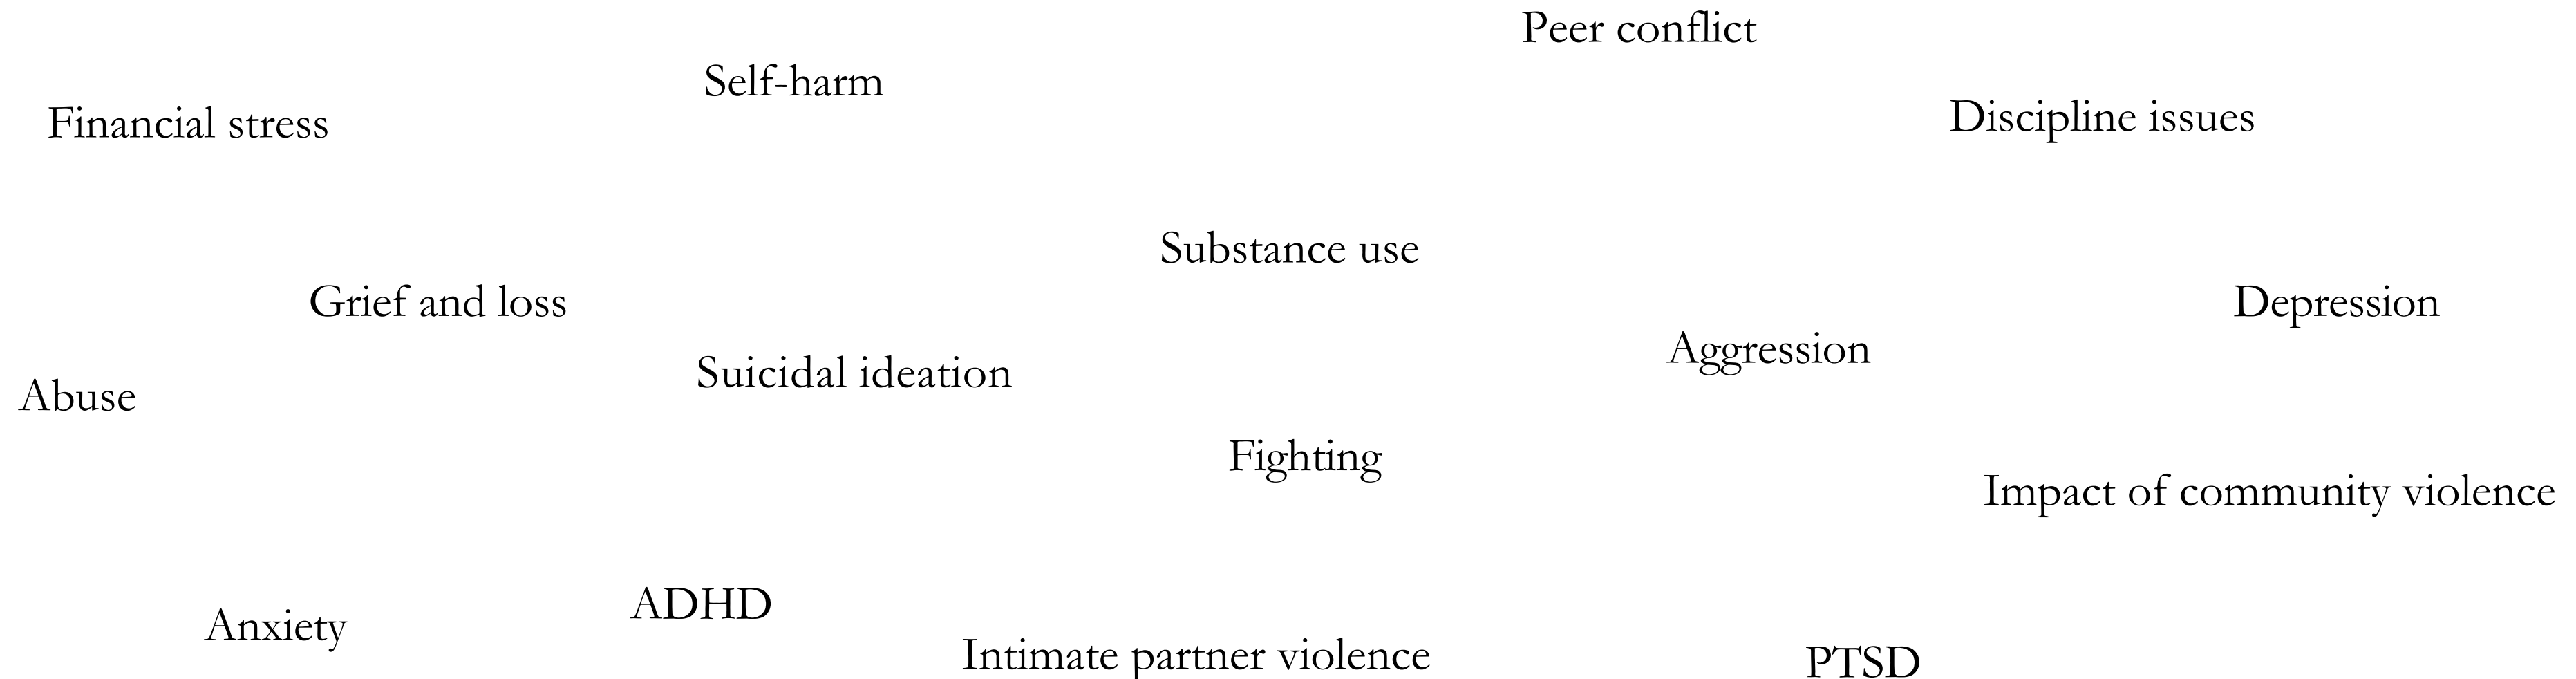 Peer conflict
Self-harm
Financial stress
Discipline issues
Substance use
Grief and loss
Depression
Aggression
Suicidal ideation
Abuse
Fighting
Impact of community violence
ADHD
Anxiety
Intimate partner violence
PTSD